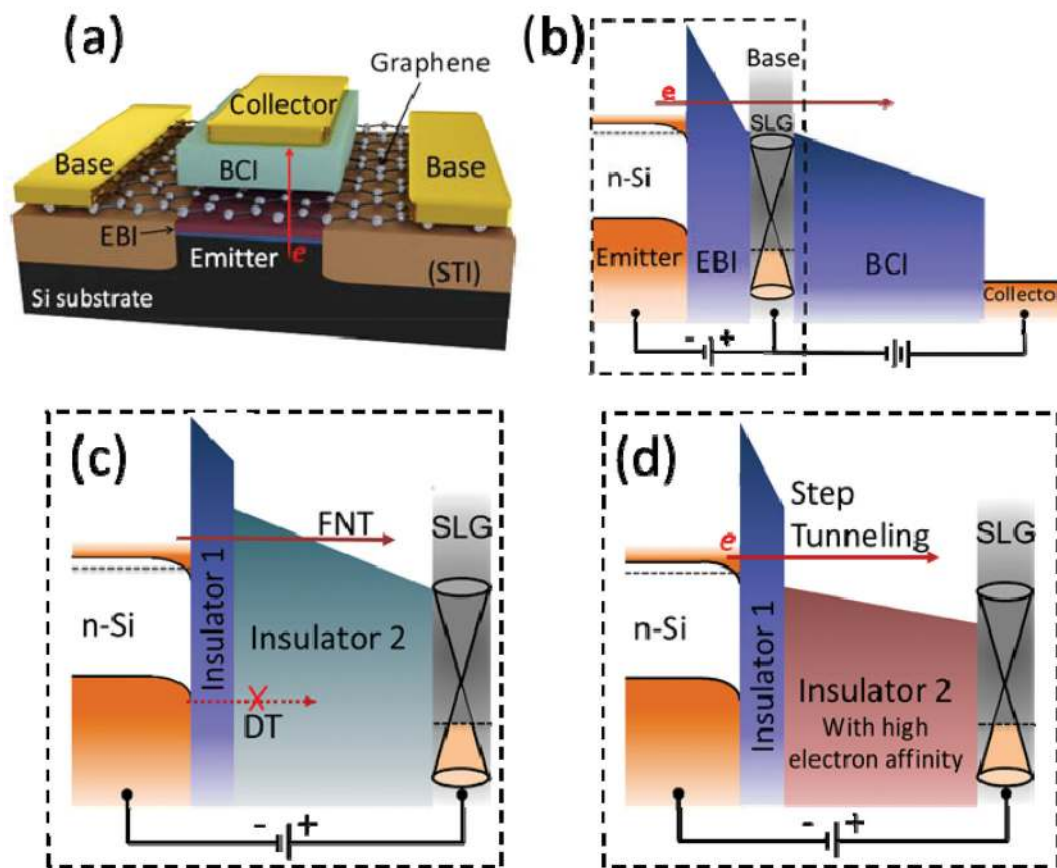 (a)
Graphene
Collector
Base
BCI
Base
EBI
Emitter
e
(STI)
Si substrate
(b)
Base
e
SLG
n-Si
Emitter
EBI
BCI
Collector
- +
(c)
FNT
SLG
n-Si
Insulator 1
Insulator 2
X
DT
- +
(d)
Step
Tunneling
e
SLG
n-Si
Insulator 1
Insulator 2
With high
electron affinity
- +